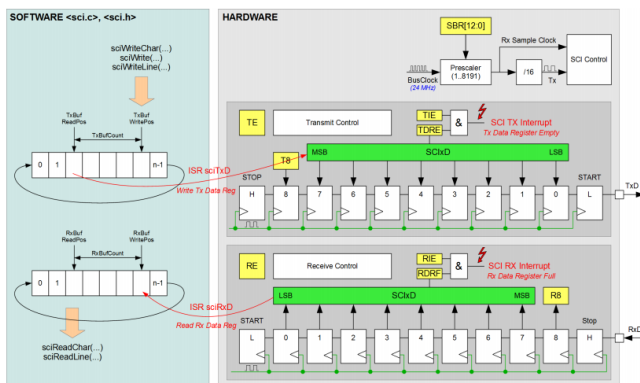 SOFTWARE <sci.c>, <sci.h>
sciWriteChar(...)
sciWrite(...)
sciWriteLine(...)
TxBuf
ReadPos
TxBuf
WritePos
TxBufCount
0 1 n-1
ISR sciTxD
Write Tx Data Reg
RxBuf
ReadPos
RxBuf
WritePos
RxBufCount
0 1 n-1
ISR sciRxD
Read Rx Data Reg
sciReadChar(...)
sciReadLine(...)
HARDWARE
SBR[12:0]
Rx Sample Clock
BusClock
(24 MHz)
Prescaler
(1..8191)
/16
Tx
SCI Control
TE
Transmit Control
TIE
TDRE
&
SCI TX Interrupt
Tx Data Register Empty
MSB SCIxD LSB
T8
STOP START
H 8 7 6 5 4 3 2 1 0 L
TxD
RE
Receive Control
RIE
RDRF
&
SCI RX Interrupt
Rx Data Register Full
LSB SCIxD MSB
R8
START Stop
L 0 1 2 3 4 5 6 7 8 H
RxD